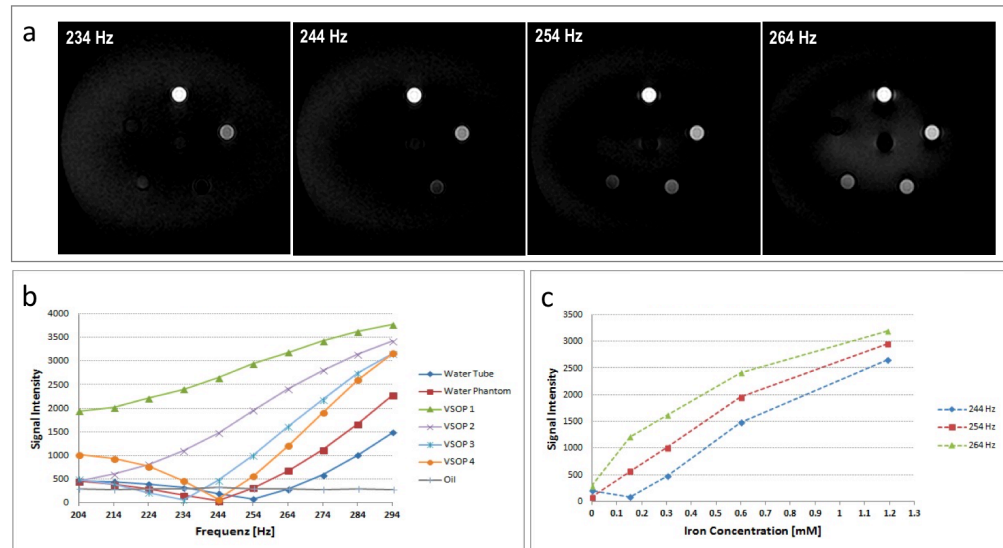 a
234 Hz
244 Hz
254 Hz
264 Hz
b
Signal Intensity
4000
3500
3000
2500
2000
1500
1000
500
0
204 214 224 234 244 254 264 274 284 294
Frequenz [Hz]
Water Tube
Water Phantom
VSOP 1
VSOP 2
VSOP 3
VSOP 4
Oil
c
Signal Intensity
3500
3000
2500
2000
1500
1000
500
0
0 0.1 0.2 0.3 0.4 0.5 0.6 0.7 0.8 0.9 1 1.1 1.2 1.3
Iron Concentration [mM]
244 Hz
254 Hz
264 Hz